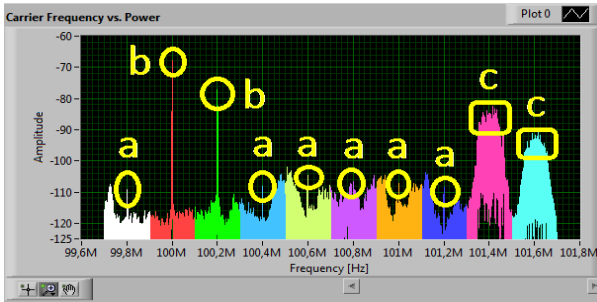 Carrier Frequency vs. Power
Plot 0
-60
-70
-80
-90
-100
-110
-120
-125
Amplitude
b
b
c
c
a
a
a
a
a
a
99,6M 99,8M 100M 100,2M 100,4M 100,6M 100,8M 101M 101,2M 101,4M 101,6M 101,8M
Frequency [Hz]